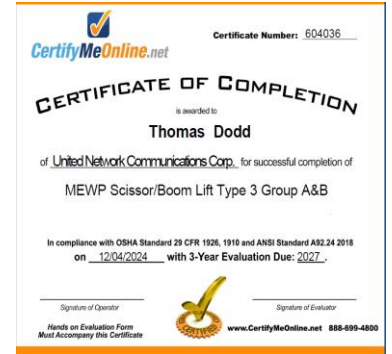 CertifyMeOnline.net
Certificate Number: 604036
CERTIFICATE OF COMPLETION
is awarded to
Thomas Dodd
of United Network Communications Corp. for successful completion of
MEWP Scissor/Boom Lift Type 3 Group A&B
In compliance with OSHA Standard 29 CFR 1926, 1910 and ANSI Standard A92.24 2018
on 12/04/2024 with 3-Year Evaluation Due: 2027 .
Signature of Operator
Signature of Evaluator
Hands on Evaluation Form
Must Accompany this Certificate
CERTIFIED
www.CertifyMeOnline.net 888-699-4800